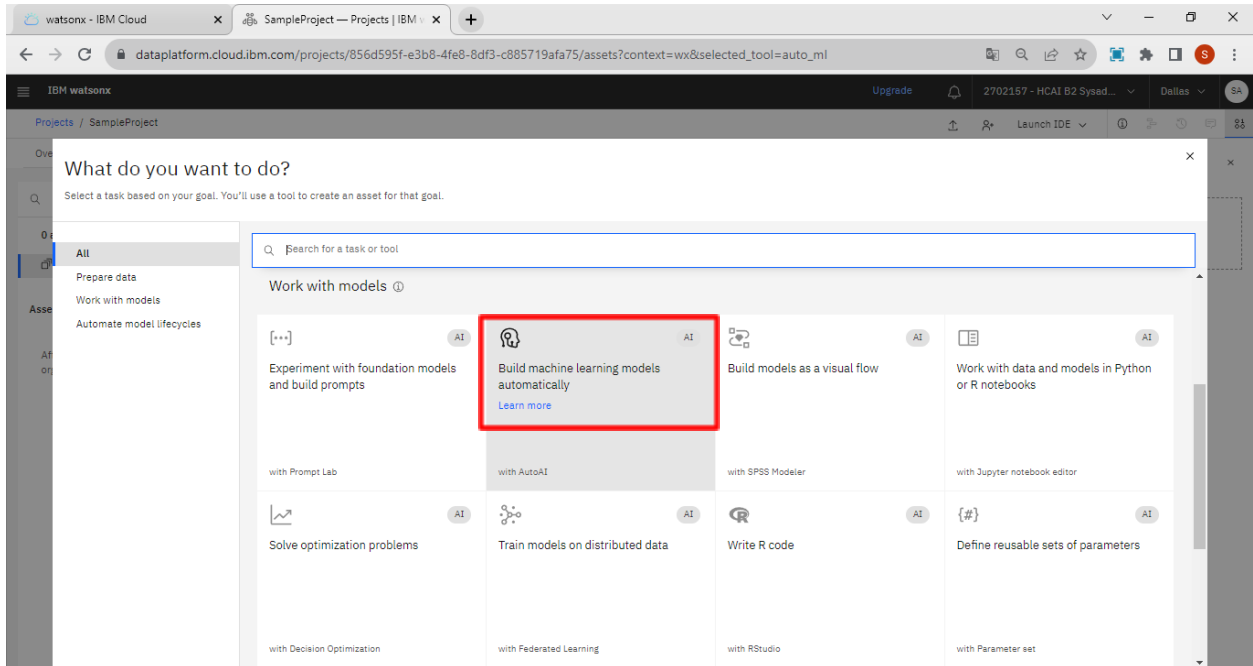 watsonx - IBM Cloud
SampleProject — Projects | IBM
dataplatform.cloud.ibm.com/projects/856d595f-e3b8-4fe8-8df3-c885719afa75/assets?context=wx&selected_tool=auto_ml
S
IBM watsonx
Upgrade
2702157 - HCAI B2 Sysad...
Dallas
SA
Projects / SampleProject
Launch IDE
Ove
What do you want to do?
Select a task based on your goal. You'll use a tool to create an asset for that goal.
0 a
All
Prepare data
Work with models
Automate model lifecycles
Asse
Af
or
Search for a task or tool
Work with models
AI
AI
AI
AI
Experiment with foundation models
and build prompts
Build machine learning models
automatically
Learn more
Build models as a visual flow
Work with data and models in Python
or R notebooks
with Prompt Lab
with AutoAI
with SPSS Modeler
with Jupyter notebook editor
AI
AI
R
AI
{#}
AI
Solve optimization problems
Train models on distributed data
Write R code
Define reusable sets of parameters
with Decision Optimization
with Federated Learning
with RStudio
with Parameter set